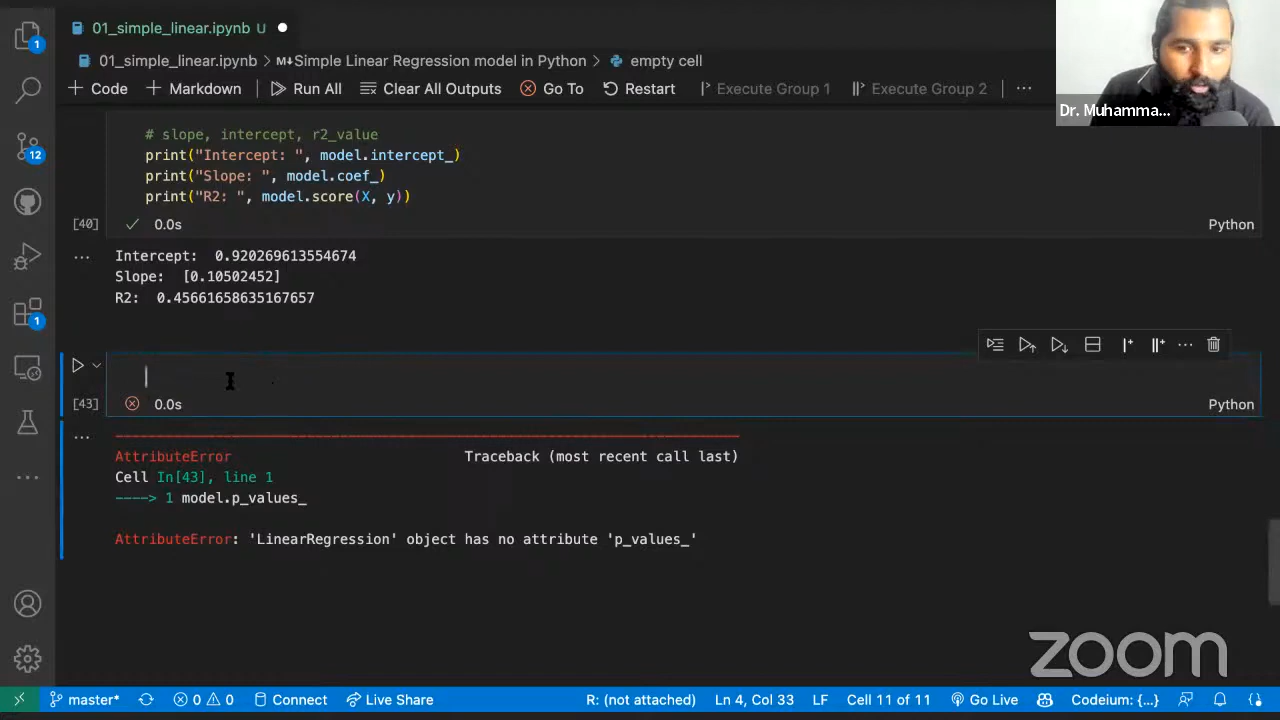 01_simple_linear.ipynb U
01_simple_linear.ipynb > M↓Simple Linear Regression model in Python > empty cell
+ Code + Markdown Run All Clear All Outputs Go To Restart Execute Group 1 Execute Group 2 ...
Dr. Muhamma...
# slope, intercept, r2_value
print("Intercept: ", model.intercept_)
print("Slope: ", model.coef_)
print("R2: ", model.score(X, y))
[40] 0.0s Python
... Intercept: 0.920269613554674
Slope: [0.10502452]
R2: 0.45661658635167657
[43] 0.0s Python
... AttributeError Traceback (most recent call last)
Cell In[43], line 1
----> 1 model.p_values_
AttributeError: 'LinearRegression' object has no attribute 'p_values_'
1
12
1
zoom
master* 0 0 Connect Live Share R: (not attached) Ln 4, Col 33 LF Cell 11 of 11 Go Live Codeium: {...}